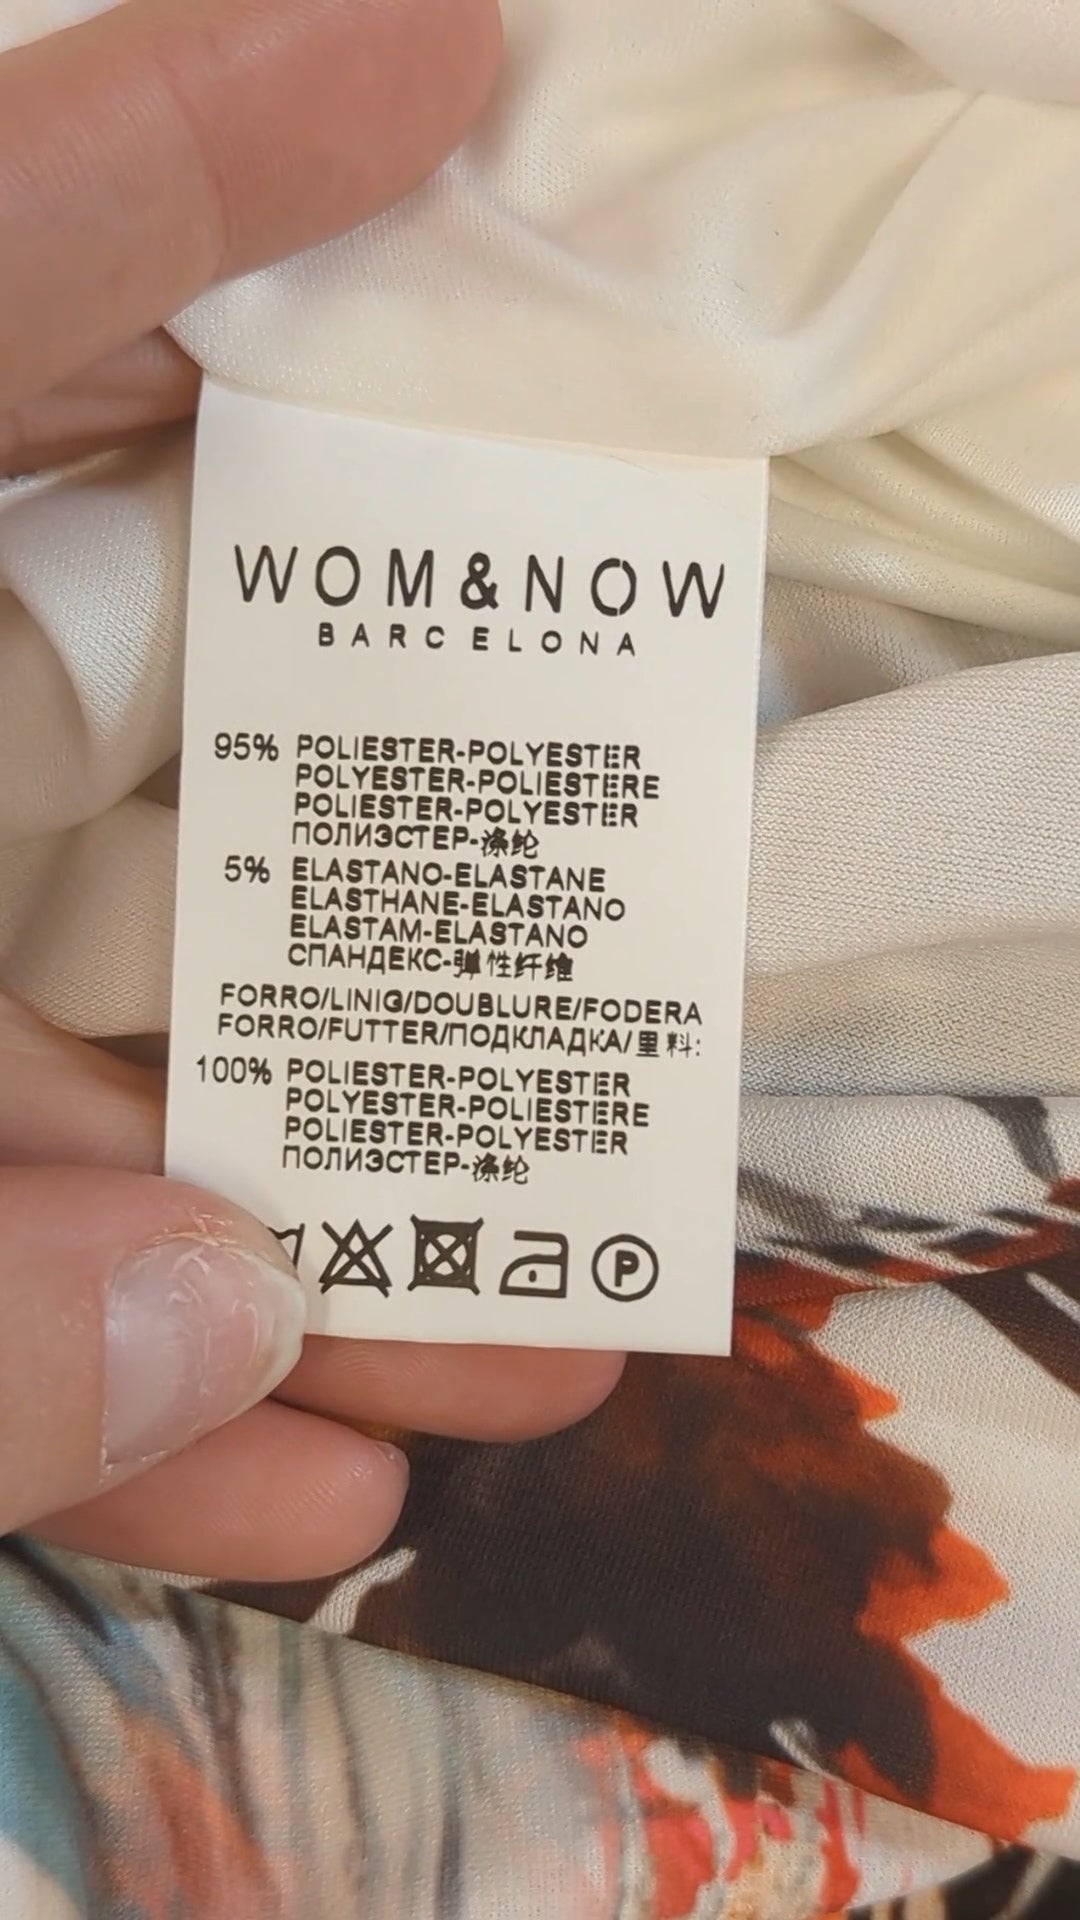 WOM&NOW
BARCELONA
95% POLIESTER-POLYESTER
POLYESTER-POLIESTERE
POLIESTER-POLYESTER
ПОЛИЭСТЕР-涤纶
5% ELASTANO-ELASTANE
ELASTHANE-ELASTANO
ELASTAM-ELASTANO
СПАНДЕКС-弹性纤维
FORRO/LINIG/DOUBLURE/FODERA
FORRO/FUTTER/ПОДКЛАДКА/里料:
100% POLIESTER-POLYESTER
POLYESTER-POLIESTERE
POLIESTER-POLYESTER
ПОЛИЭСТЕР-涤纶
P